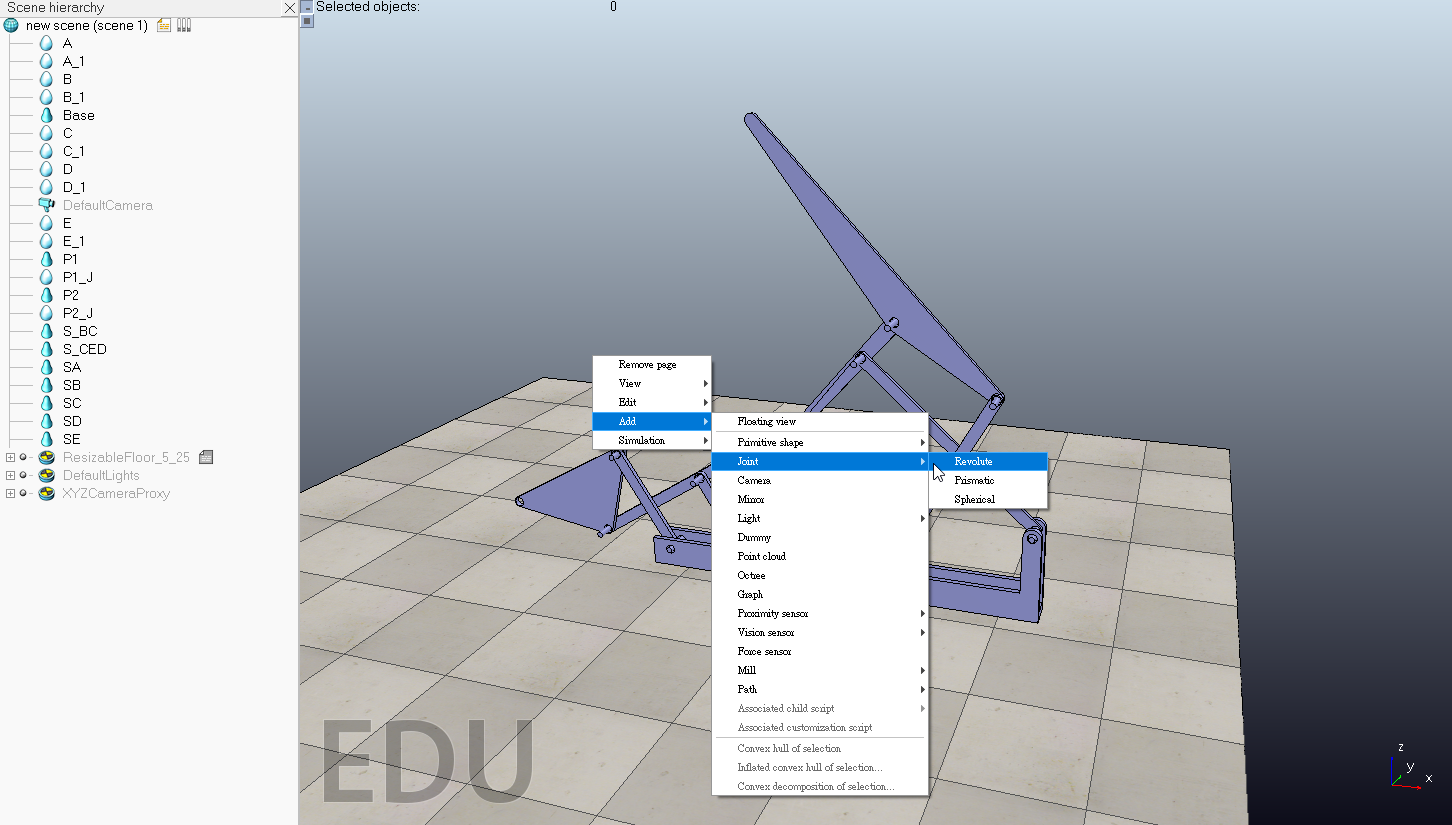 Scene hierarchy
Selected objects: 0
new scene (scene 1)
A
A_1
B
B_1
Base
C
C_1
D
D_1
DefaultCamera
E
E_1
P1
P1_J
P2
P2_J
S_BC
S_CED
SA
SB
SC
SD
SE
ResizableFloor_5_25
DefaultLights
XYZCameraProxy
Remove page
View
Edit
Add
Simulation
Floating view
Primitive shape
Joint
Camera
Mirror
Light
Dummy
Point cloud
Octree
Graph
Proximity sensor
Vision sensor
Force sensor
Mill
Path
Associated child script
Associated customization script
Convex hull of selection
Inflated convex hull of selection...
Convex decomposition of selection...
Revolute
Prismatic
Spherical
EDU
z
y
x